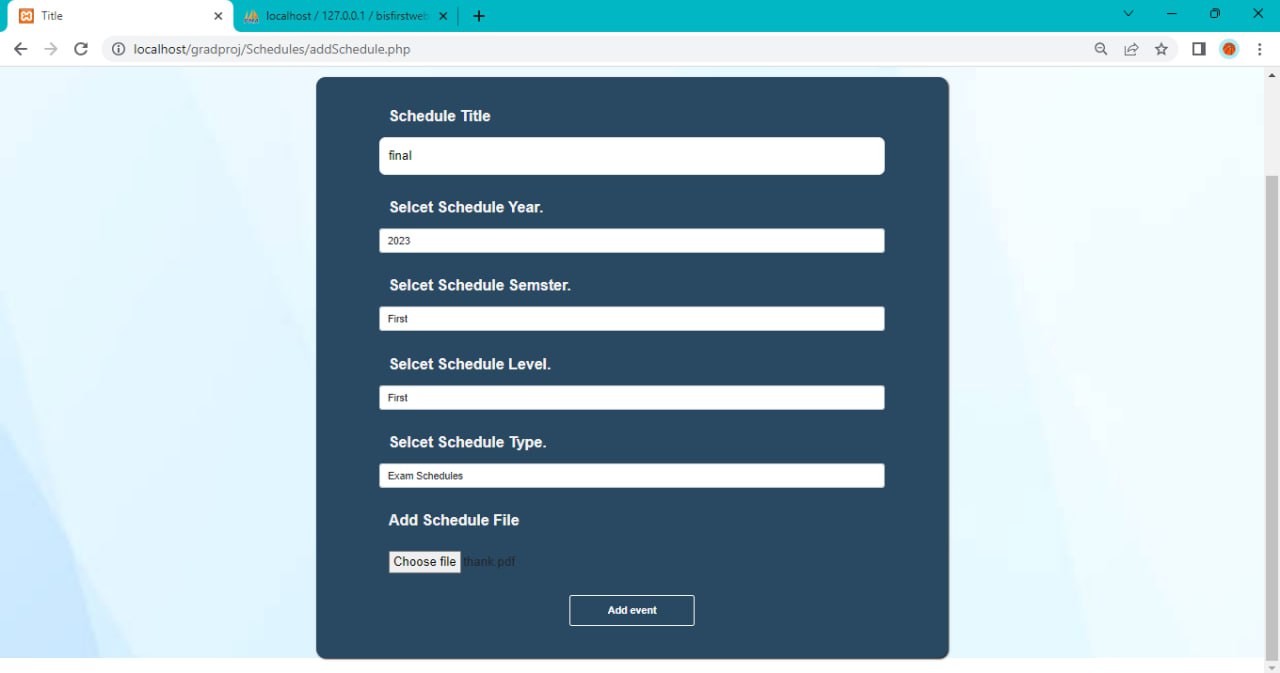 Title
localhost / 127.0.0.1 / bisfirstweb
localhost/gradproj/Schedules/addSchedule.php
Schedule Title
final
Selcet Schedule Year.
2023
Selcet Schedule Semster.
First
Selcet Schedule Level.
First
Selcet Schedule Type.
Exam Schedules
Add Schedule File
Choose file thank.pdf
Add event